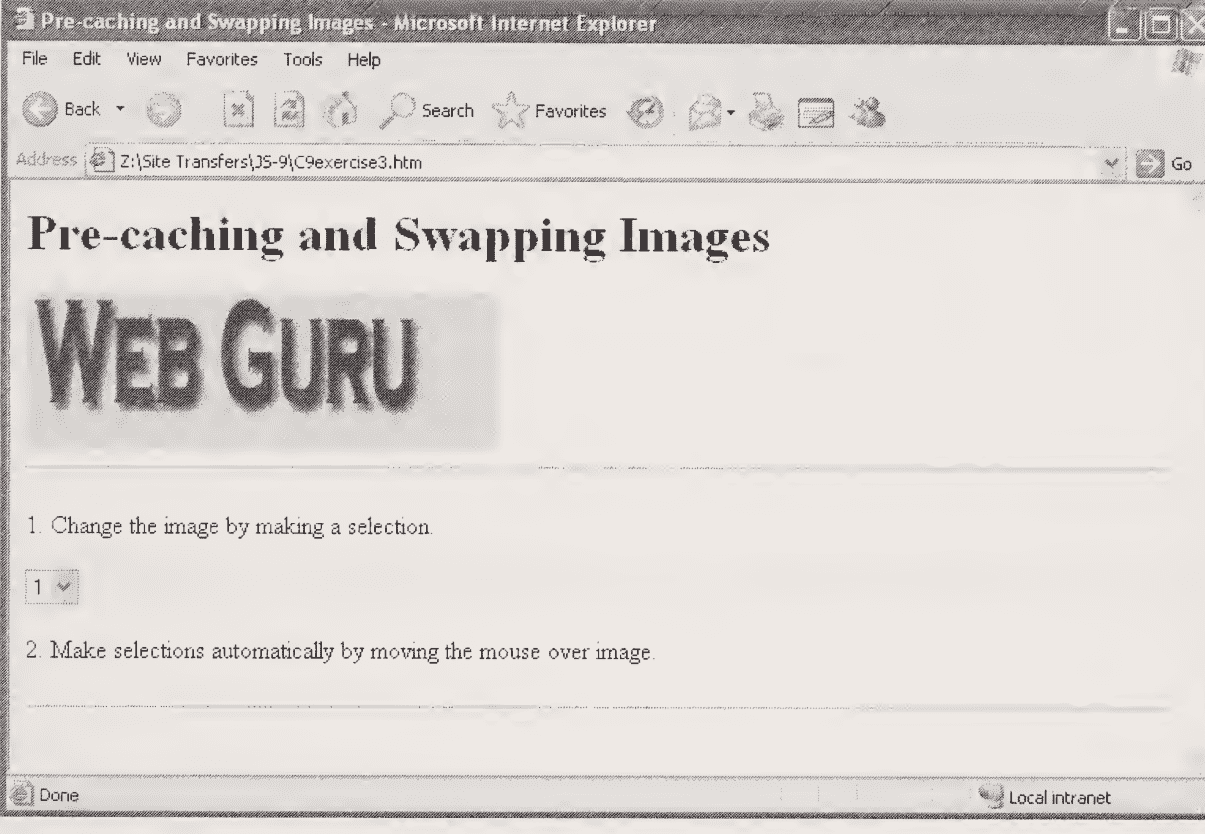 Pre-caching and Swapping Images - Microsoft Internet Explorer
File Edit View Favorites Tools Help
Back Search Favorites
Address Z:\Site Transfers\JS-9\C9exercise3.htm Go
Pre-caching and Swapping Images
WEB GURU
1. Change the image by making a selection.
1
2. Make selections automatically by moving the mouse over image.
Done Local intranet